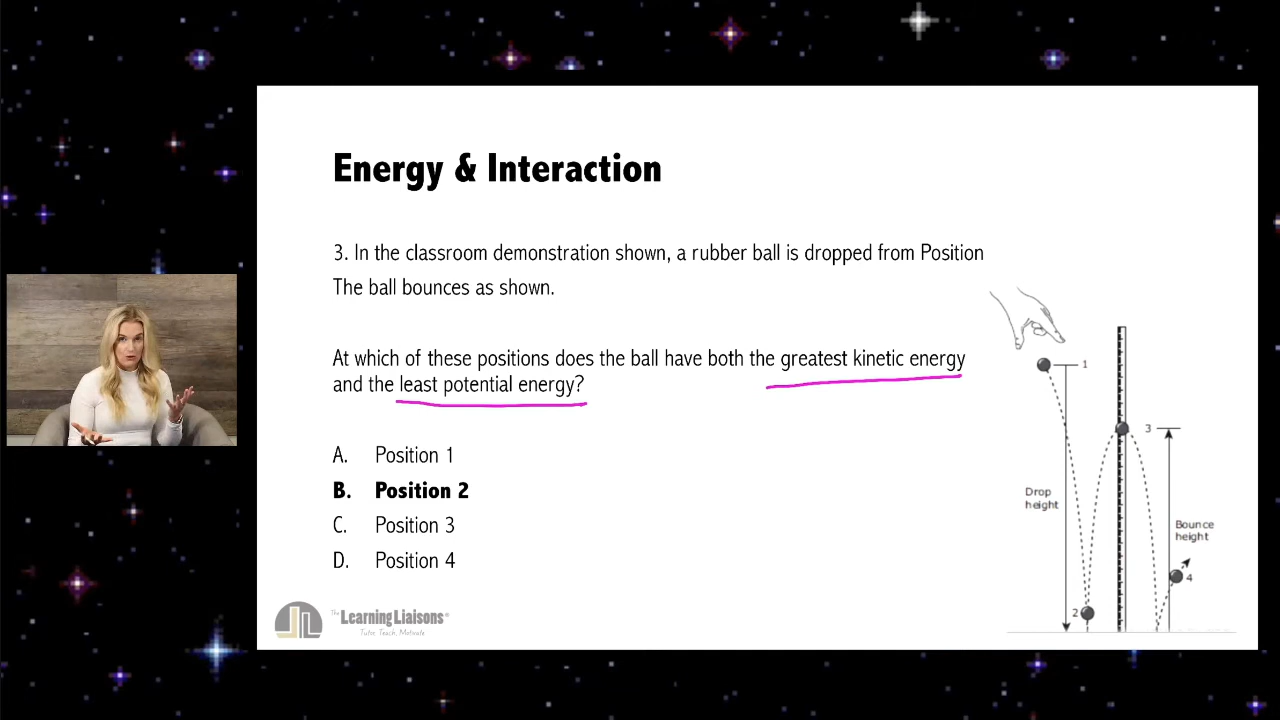 Energy & Interaction
3. In the classroom demonstration shown, a rubber ball is dropped from Position
The ball bounces as shown.
At which of these positions does the ball have both the greatest kinetic energy
and the least potential energy?
A. Position 1
B. Position 2
C. Position 3
D. Position 4
1
3
Drop
height
Bounce
height
4
2
The Learning Liaisons®
Tutor, Teach, Motivate